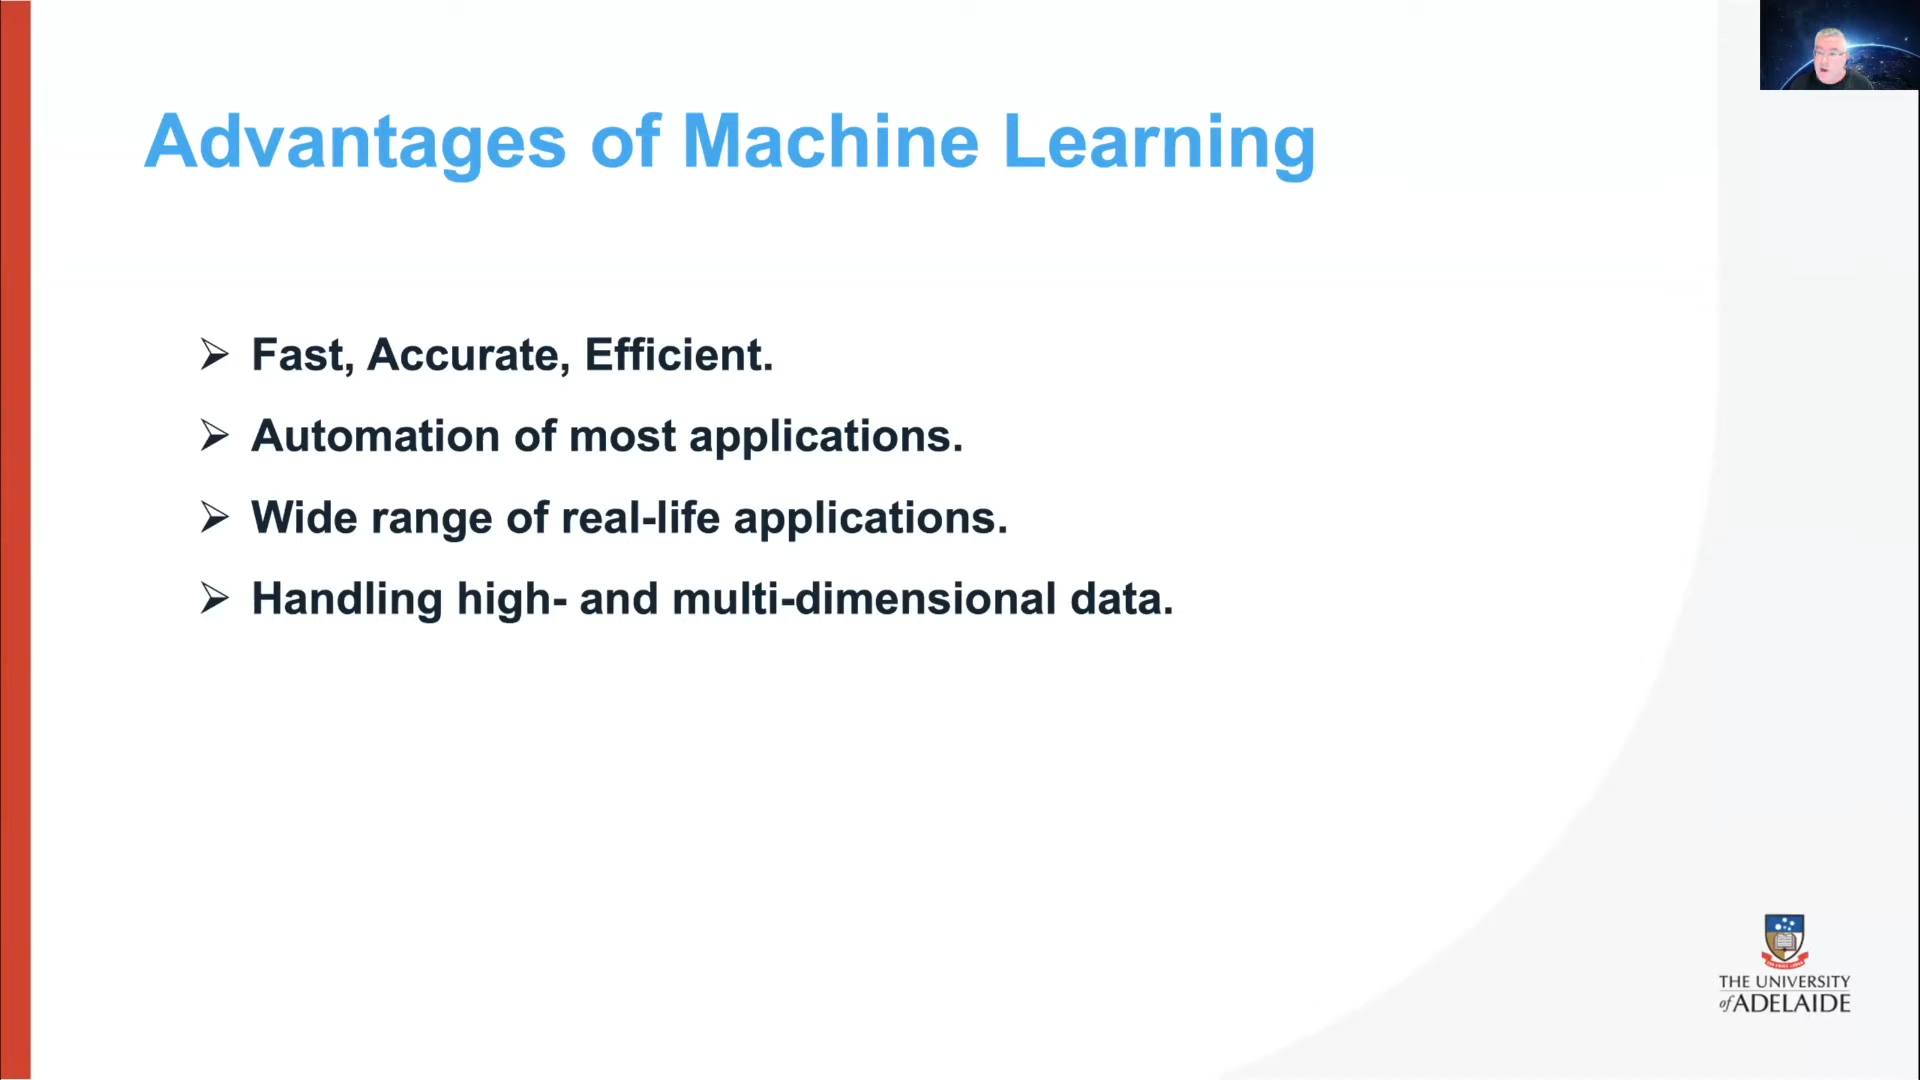 Advantages of Machine Learning
➢ Fast, Accurate, Efficient.
➢ Automation of most applications.
➢ Wide range of real-life applications.
➢ Handling high- and multi-dimensional data.
THE UNIVERSITY
of ADELAIDE